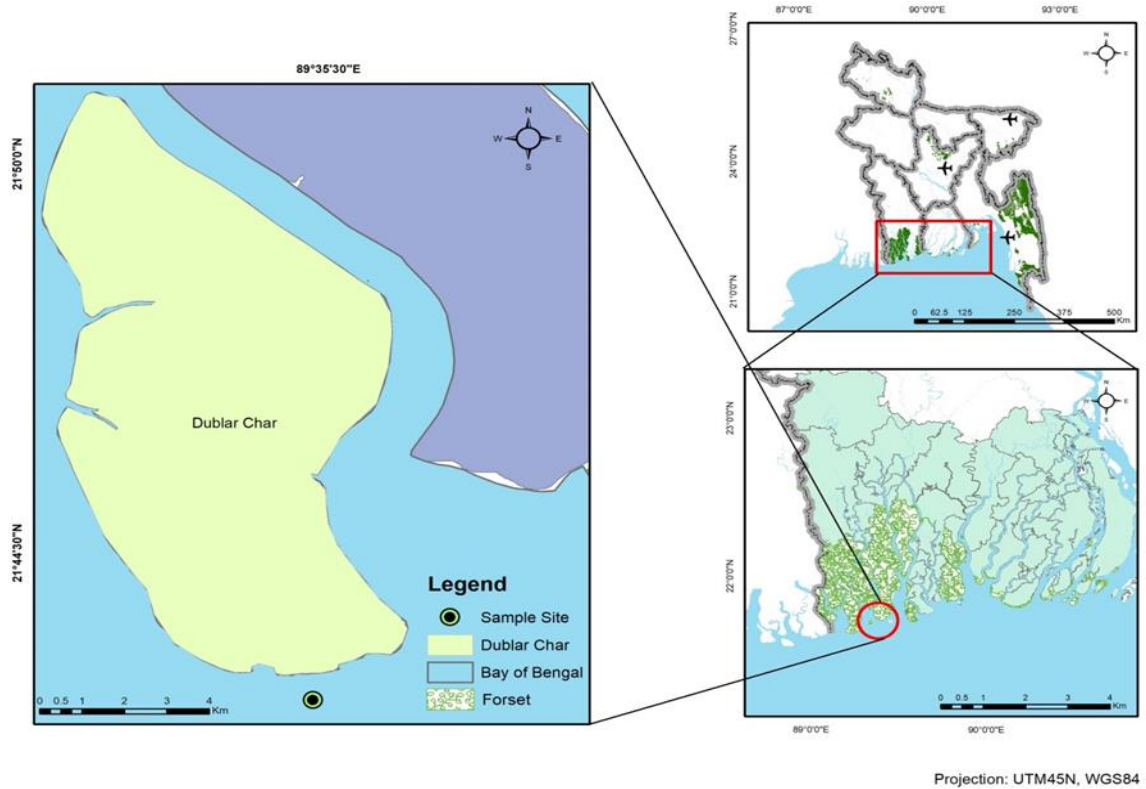 89°35'30"E
21°50'0"N
21°44'30"N
N
W E
S
Dublar Char
Legend
Sample Site
Dublar Char
Bay of Bengal
Forset
0 0.5 1 2 3 4
Km
87°0'0"E 90°0'0"E 93°0'0"E
27°0'0"N
24°0'0"N
21°0'0"N
N
W E
S
0 62.5 125 250 375 500
Km
23°0'0"N
22°0'0"N
N
W E
S
0 0.5 1 2 3 4
Km
89°0'0"E 90°0'0"E
Projection: UTM45N, WGS84